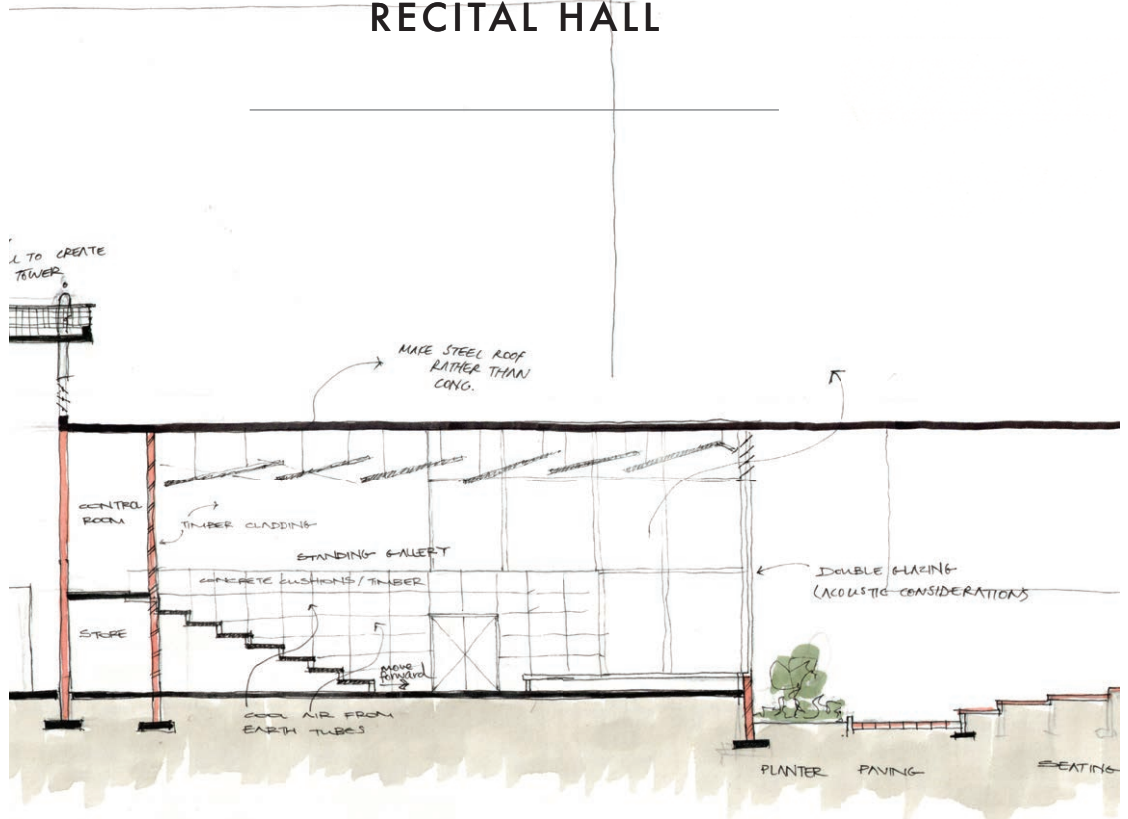 RECITAL HALL
TO CREATE
TOWER
MAKE STEEL ROOF
RATHER THAN
CONC.
CONTROL
ROOM
TIMBER CLADDING
STANDING GALLERY
CONCRETE CUSHIONS / TIMBER
DOUBLE GLAZING
(ACOUSTIC CONSIDERATIONS)
STORE
move
forward
COOL AIR FROM
EARTH TUBES
PLANTER
PAVING
SEATING